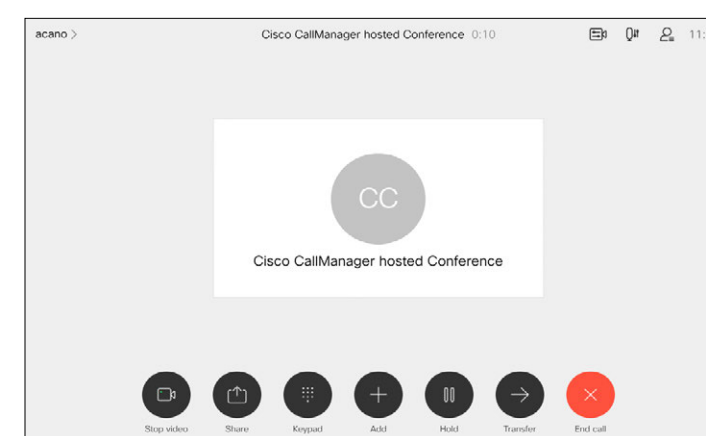 acano >
Cisco CallManager hosted Conference 0:10
11:
CC
Cisco CallManager hosted Conference
Stop video Share Keypad Add Hold Transfer End call